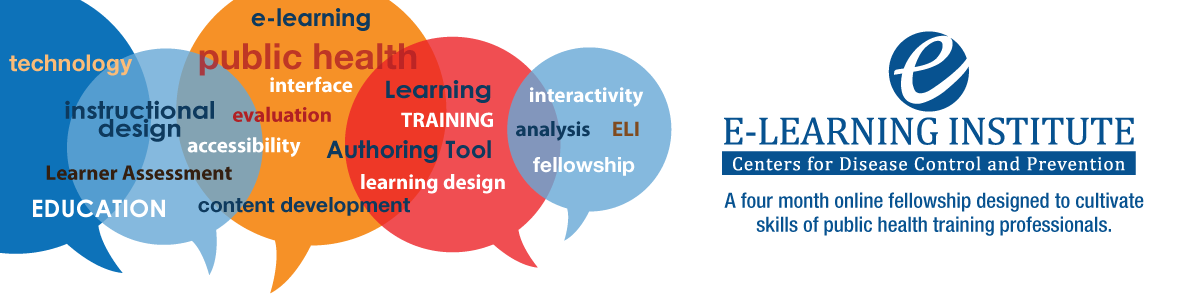 e-learning
public health
technology
interface
Learning
interactivity
instructional
design
evaluation
TRAINING
analysis
ELI
accessibility
Authoring Tool
fellowship
Learner Assessment
learning design
EDUCATION
content development
e
E-LEARNING INSTITUTE
Centers for Disease Control and Prevention
A four month online fellowship designed to cultivate
skills of public health training professionals.